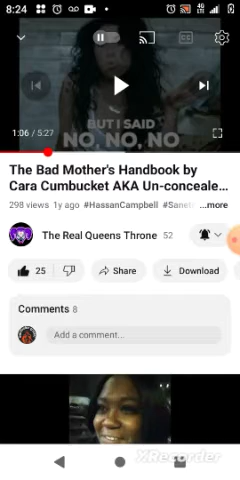 8:24
4G
BUT I SAID
NO, NO, NO
1:06 / 5:27
The Bad Mother's Handbook by
Cara Cumbucket AKA Un-conceale...
298 views 1y ago #HassanCampbell #Sanet ...more
The Real Queens Throne 52
25 Share Download
Comments 8
Add a comment...
XRecorder